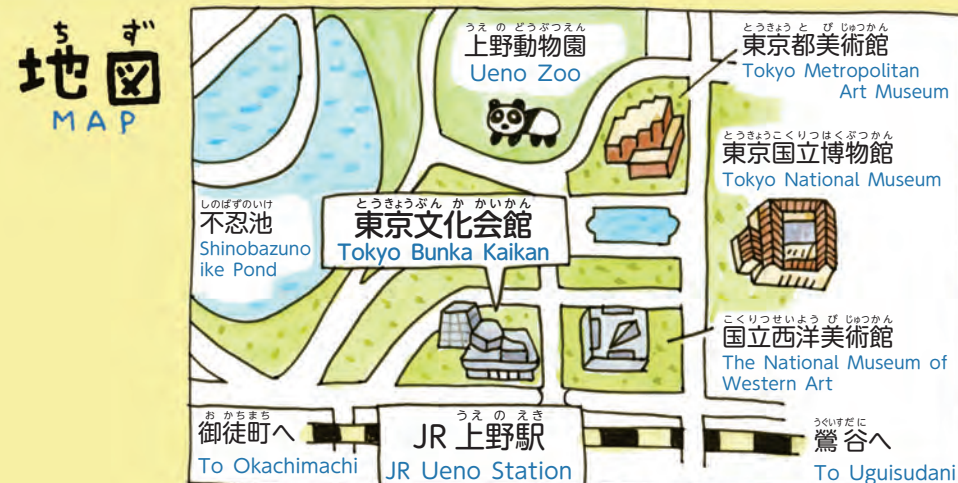 ちず
地図
MAP
うえのどうぶつえん
上野動物園
Ueno Zoo
とうきょうとびじゅつかん
東京都美術館
Tokyo Metropolitan
Art Museum
とうきょうこくりつはくぶつかん
東京国立博物館
Tokyo National Museum
しのばずのいけ
不忍池
Shinobazuno
ike Pond
とうきょうぶんかかいかん
東京文化会館
Tokyo Bunka Kaikan
こくりつせいようびじゅつかん
国立西洋美術館
The National Museum of
Western Art
おかちまち
御徒町へ
To Okachimachi
うえのえき
JR 上野駅
JR Ueno Station
うぐいすだに
鶯谷へ
To Uguisudani